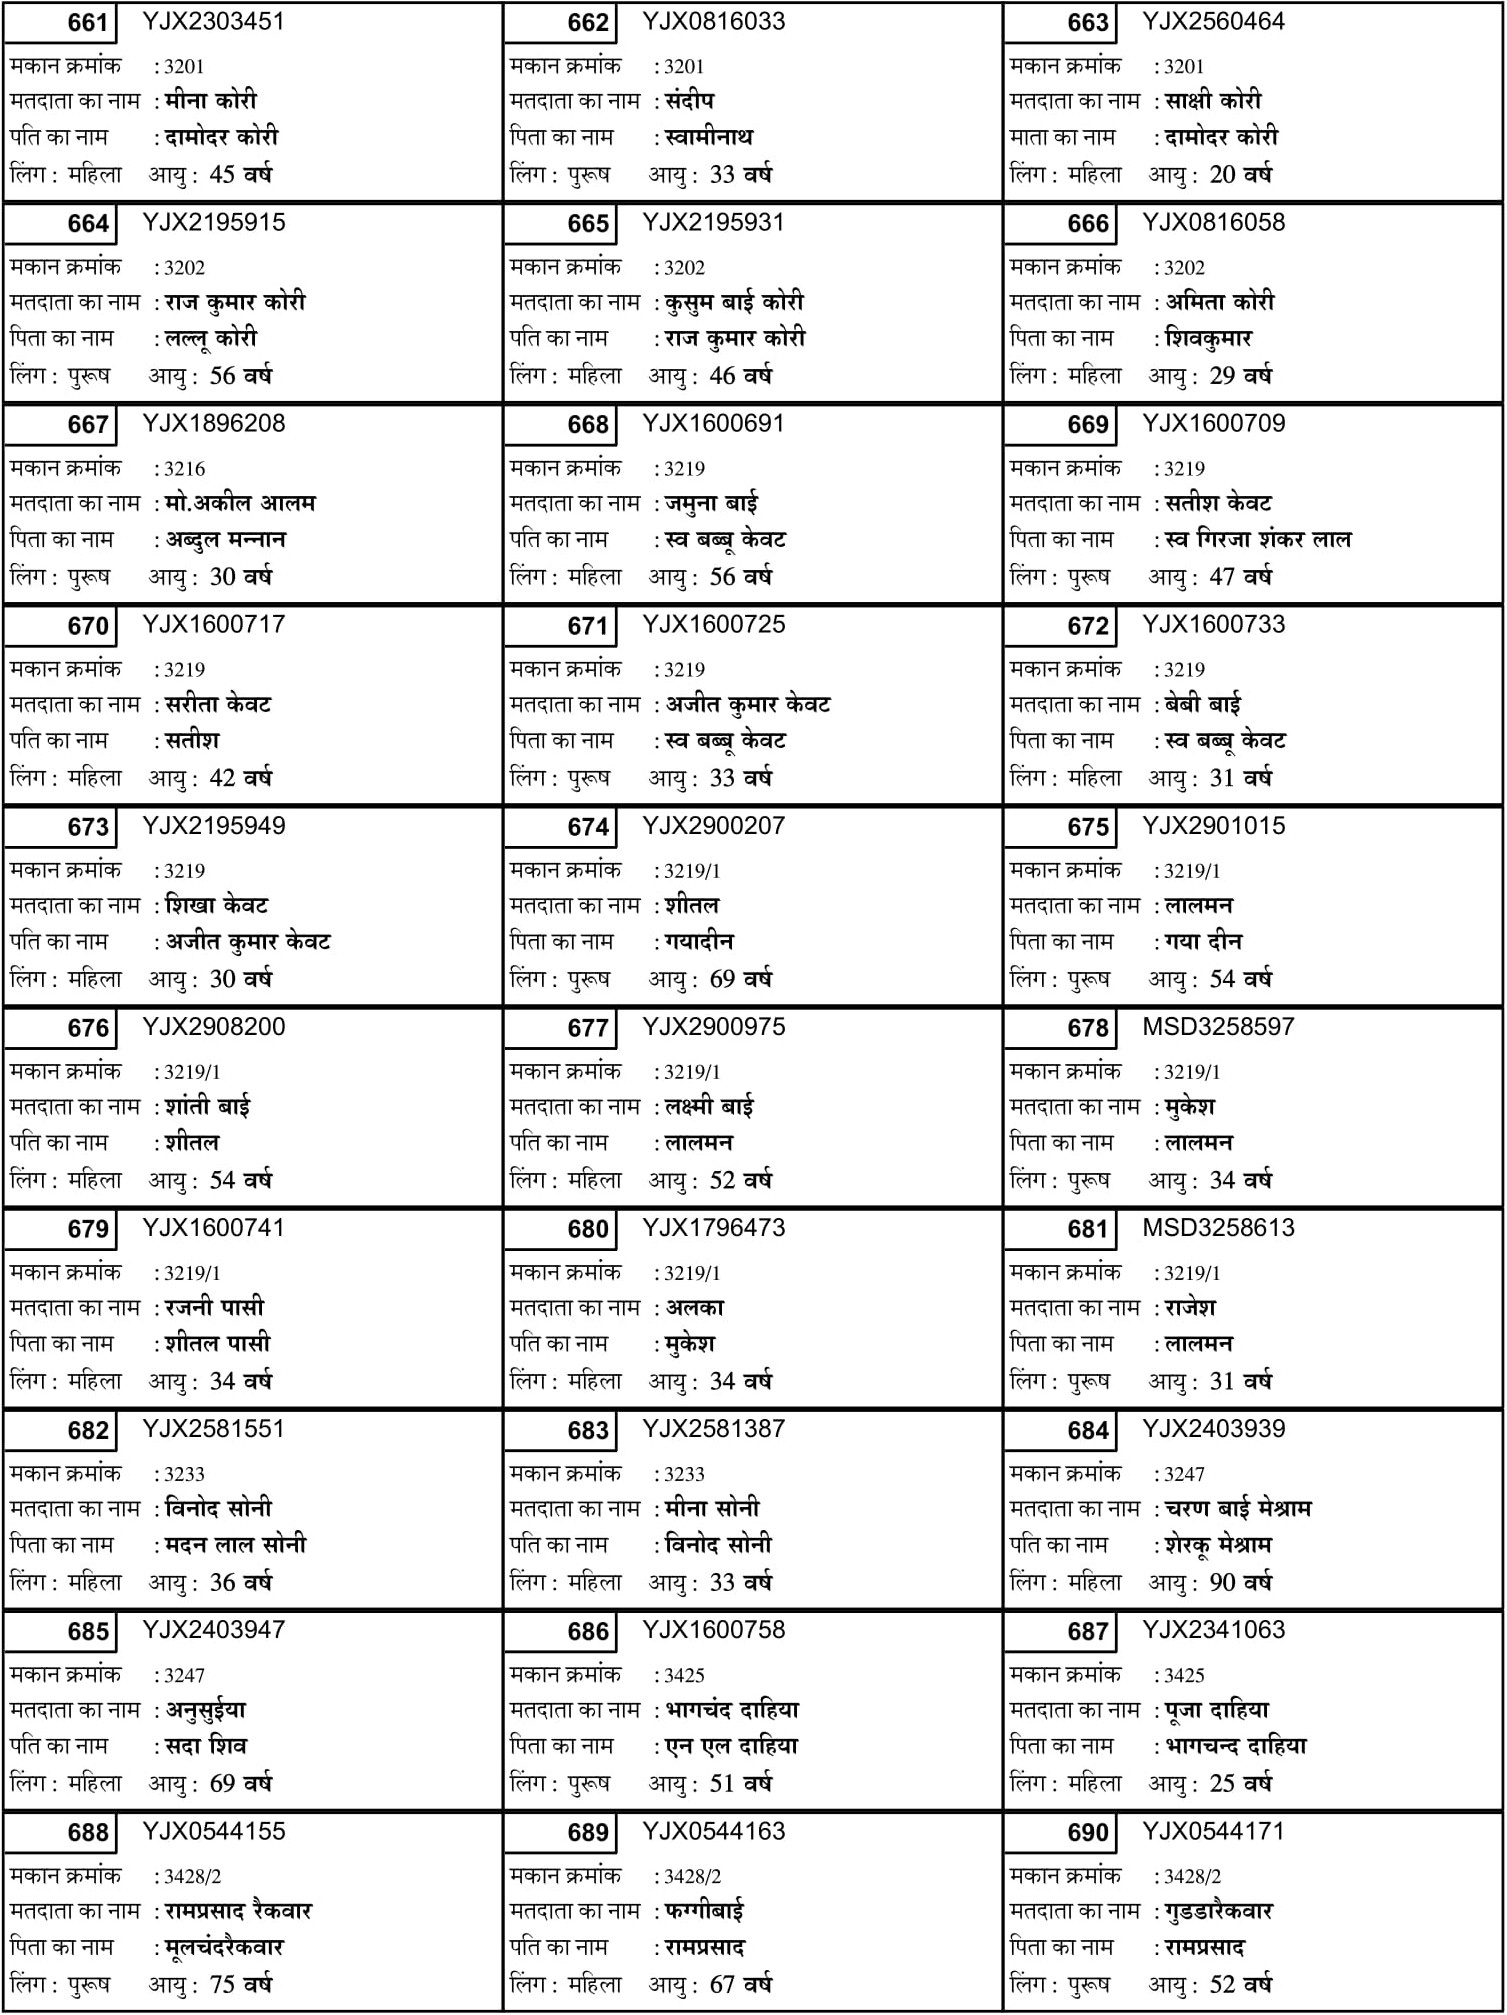 661 YJX2303451
मकान क्रमांक : 3201
मतदाता का नाम : मीना कोरी
पति का नाम : दामोदर कोरी
लिंग : महिला आयु : 45 वर्ष
662 YJX0816033
मकान क्रमांक : 3201
मतदाता का नाम : संदीप
पिता का नाम : स्वामीनाथ
लिंग : पुरूष आयु : 33 वर्ष
663 YJX2560464
मकान क्रमांक : 3201
मतदाता का नाम : साक्षी कोरी
माता का नाम : दामोदर कोरी
लिंग : महिला आयु : 20 वर्ष
664 YJX2195915
मकान क्रमांक : 3202
मतदाता का नाम : राज कुमार कोरी
पिता का नाम : लल्लू कोरी
लिंग : पुरूष आयु : 56 वर्ष
665 YJX2195931
मकान क्रमांक : 3202
मतदाता का नाम : कुसुम बाई कोरी
पति का नाम : राज कुमार कोरी
लिंग : महिला आयु : 46 वर्ष
666 YJX0816058
मकान क्रमांक : 3202
मतदाता का नाम : अमिता कोरी
पिता का नाम : शिवकुमार
लिंग : महिला आयु : 29 वर्ष
667 YJX1896208
मकान क्रमांक : 3216
मतदाता का नाम : मो.अकील आलम
पिता का नाम : अब्दुल मन्नान
लिंग : पुरूष आयु : 30 वर्ष
668 YJX1600691
मकान क्रमांक : 3219
मतदाता का नाम : जमुना बाई
पति का नाम : स्व बब्बू केवट
लिंग : महिला आयु : 56 वर्ष
669 YJX1600709
मकान क्रमांक : 3219
मतदाता का नाम : सतीश केवट
पिता का नाम : स्व गिरजा शंकर लाल
लिंग : पुरूष आयु : 47 वर्ष
670 YJX1600717
मकान क्रमांक : 3219
मतदाता का नाम : सरीता केवट
पति का नाम : सतीश
लिंग : महिला आयु : 42 वर्ष
671 YJX1600725
मकान क्रमांक : 3219
मतदाता का नाम : अजीत कुमार केवट
पिता का नाम : स्व बब्बू केवट
लिंग : पुरूष आयु : 33 वर्ष
672 YJX1600733
मकान क्रमांक : 3219
मतदाता का नाम : बेबी बाई
पिता का नाम : स्व बब्बू केवट
लिंग : महिला आयु : 31 वर्ष
673 YJX2195949
मकान क्रमांक : 3219
मतदाता का नाम : शिखा केवट
पति का नाम : अजीत कुमार केवट
लिंग : महिला आयु : 30 वर्ष
674 YJX2900207
मकान क्रमांक : 3219/1
मतदाता का नाम : शीतल
पिता का नाम : गयादीन
लिंग : पुरूष आयु : 69 वर्ष
675 YJX2901015
मकान क्रमांक : 3219/1
मतदाता का नाम : लालमन
पिता का नाम : गया दीन
लिंग : पुरूष आयु : 54 वर्ष
676 YJX2908200
मकान क्रमांक : 3219/1
मतदाता का नाम : शांती बाई
पति का नाम : शीतल
लिंग : महिला आयु : 54 वर्ष
677 YJX2900975
मकान क्रमांक : 3219/1
मतदाता का नाम : लक्ष्मी बाई
पति का नाम : लालमन
लिंग : महिला आयु : 52 वर्ष
678 MSD3258597
मकान क्रमांक : 3219/1
मतदाता का नाम : मुकेश
पिता का नाम : लालमन
लिंग : पुरूष आयु : 34 वर्ष
679 YJX1600741
मकान क्रमांक : 3219/1
मतदाता का नाम : रजनी पासी
पिता का नाम : शीतल पासी
लिंग : महिला आयु : 34 वर्ष
680 YJX1796473
मकान क्रमांक : 3219/1
मतदाता का नाम : अलका
पति का नाम : मुकेश
लिंग : महिला आयु : 34 वर्ष
681 MSD3258613
मकान क्रमांक : 3219/1
मतदाता का नाम : राजेश
पिता का नाम : लालमन
लिंग : पुरूष आयु : 31 वर्ष
682 YJX2581551
मकान क्रमांक : 3233
मतदाता का नाम : विनोद सोनी
पिता का नाम : मदन लाल सोनी
लिंग : महिला आयु : 36 वर्ष
683 YJX2581387
मकान क्रमांक : 3233
मतदाता का नाम : मीना सोनी
पति का नाम : विनोद सोनी
लिंग : महिला आयु : 33 वर्ष
684 YJX2403939
मकान क्रमांक : 3247
मतदाता का नाम : चरण बाई मेश्राम
पति का नाम : शेरकू मेश्राम
लिंग : महिला आयु : 90 वर्ष
685 YJX2403947
मकान क्रमांक : 3247
मतदाता का नाम : अनुसुईया
पति का नाम : सदा शिव
लिंग : महिला आयु : 69 वर्ष
686 YJX1600758
मकान क्रमांक : 3425
मतदाता का नाम : भागचंद दाहिया
पिता का नाम : एन एल दाहिया
लिंग : पुरूष आयु : 51 वर्ष
687 YJX2341063
मकान क्रमांक : 3425
मतदाता का नाम : पूजा दाहिया
पिता का नाम : भागचन्द दाहिया
लिंग : महिला आयु : 25 वर्ष
688 YJX0544155
मकान क्रमांक : 3428/2
मतदाता का नाम : रामप्रसाद रैकवार
पिता का नाम : मूलचंदरैकवार
लिंग : पुरूष आयु : 75 वर्ष
689 YJX0544163
मकान क्रमांक : 3428/2
मतदाता का नाम : फग्गीबाई
पति का नाम : रामप्रसाद
लिंग : महिला आयु : 67 वर्ष
690 YJX0544171
मकान क्रमांक : 3428/2
मतदाता का नाम : गुडडारैकवार
पिता का नाम : रामप्रसाद
लिंग : पुरूष आयु : 52 वर्ष